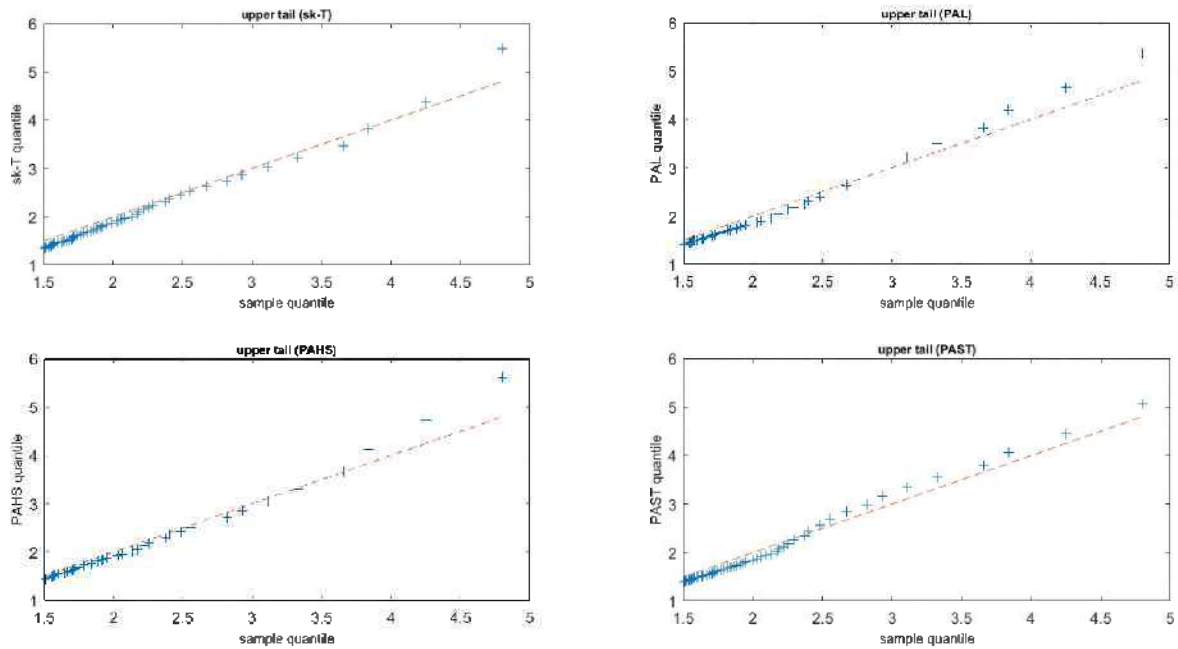 upper tail (sk-T)
6
5
4
3
2
1
sk-T quantile
1.5 2 2.5 3 3.5 4 4.5 5
sample quantile
upper tail (PAL)
6
5
4
3
2
1
PAL quantile
1.5 2 2.5 3 3.5 4 4.5 5
sample quantile
upper tail (PAHS)
6
5
4
3
2
1
PAHS quantile
1.5 2 2.5 3 3.5 4 4.5 5
sample quantile
upper tail (PAST)
6
5
4
3
2
1
PAST quantile
1.5 2 2.5 3 3.5 4 4.5 5
sample quantile